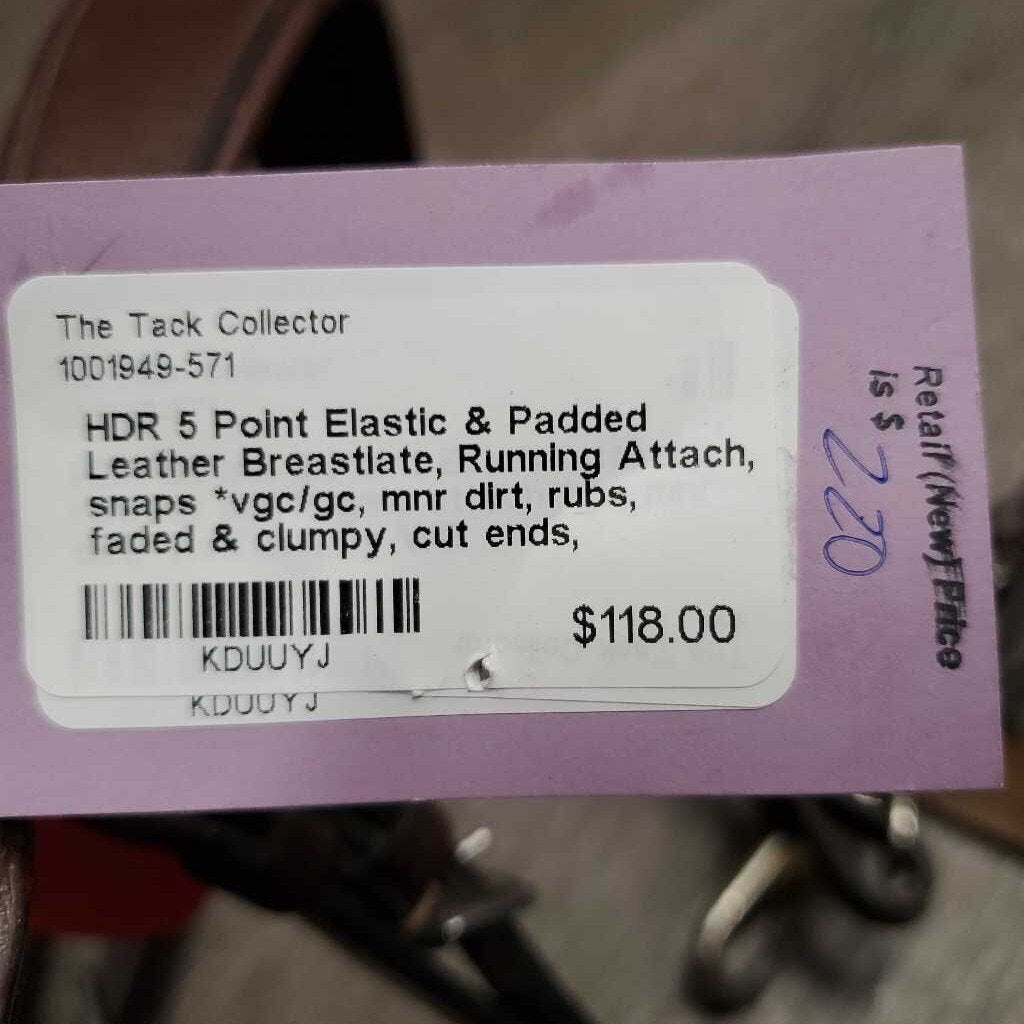 The Tack Collector
1001949-571
HDR 5 Point Elastic & Padded
Leather Breastlate, Running Attach,
snaps *vgc/gc, mnr dirt, rubs,
faded & clumpy, cut ends,
$118.00
KDUUYJ
KDUUYJ
Retail (New) Price
is $ 220